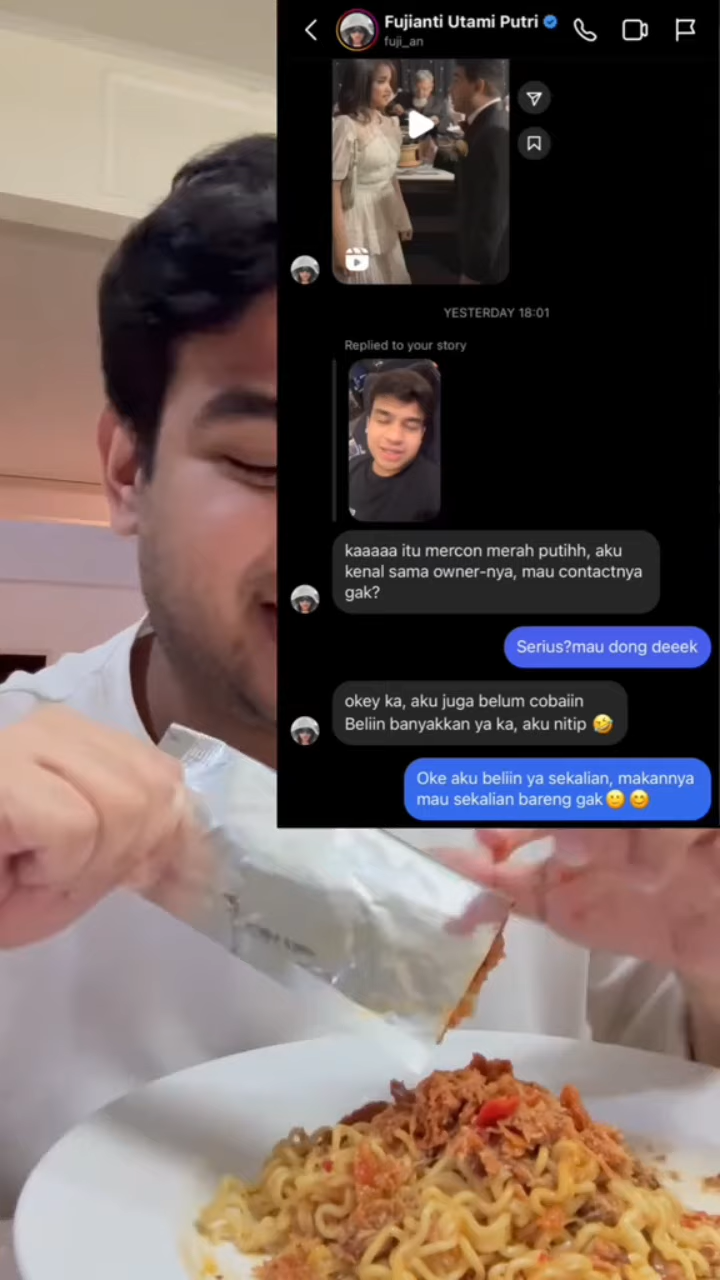 Fujianti Utami Putri
fuji_an
YESTERDAY 18:01
Replied to your story
kaaaaa itu mercon merah putihh, aku
kenal sama owner-nya, mau contactnya
gak?
Serius?mau dong deeek
okey ka, aku juga belum cobaiin
Beliin banyakkan ya ka, aku nitip 🤣
Oke aku beliin ya sekalian, makannya
mau sekalian bareng gak🙂😊